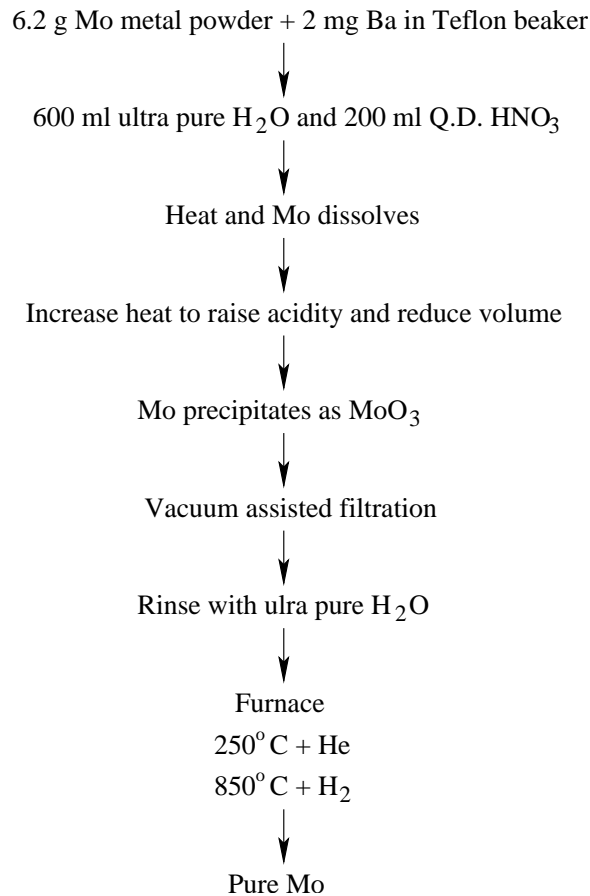 6.2 g Mo metal powder + 2 mg Ba in Teflon beaker
600 ml ultra pure H₂O and 200 ml Q.D. HNO₃
Heat and Mo dissolves
Increase heat to raise acidity and reduce volume
Mo precipitates as MoO₃
Vacuum assisted filtration
Rinse with ulra pure H₂O
Furnace
250° C + He
850° C + H₂
Pure Mo